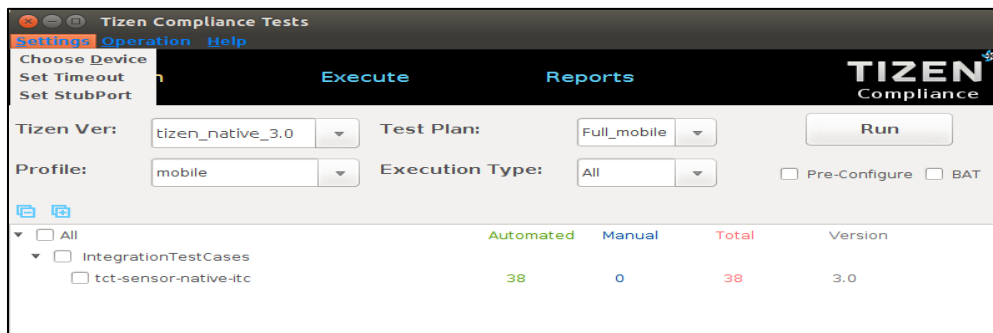 Tizen Compliance Tests
Settings Operation Help
Choose Device
Set Timeout
Set StubPort
n Execute Reports
TIZEN
Compliance
Tizen Ver: tizen_native_3.0 Test Plan: Full_mobile Run
Profile: mobile Execution Type: All Pre-Configure BAT
All Automated Manual Total Version
IntegrationTestCases
tct-sensor-native-itc 38 0 38 3.0